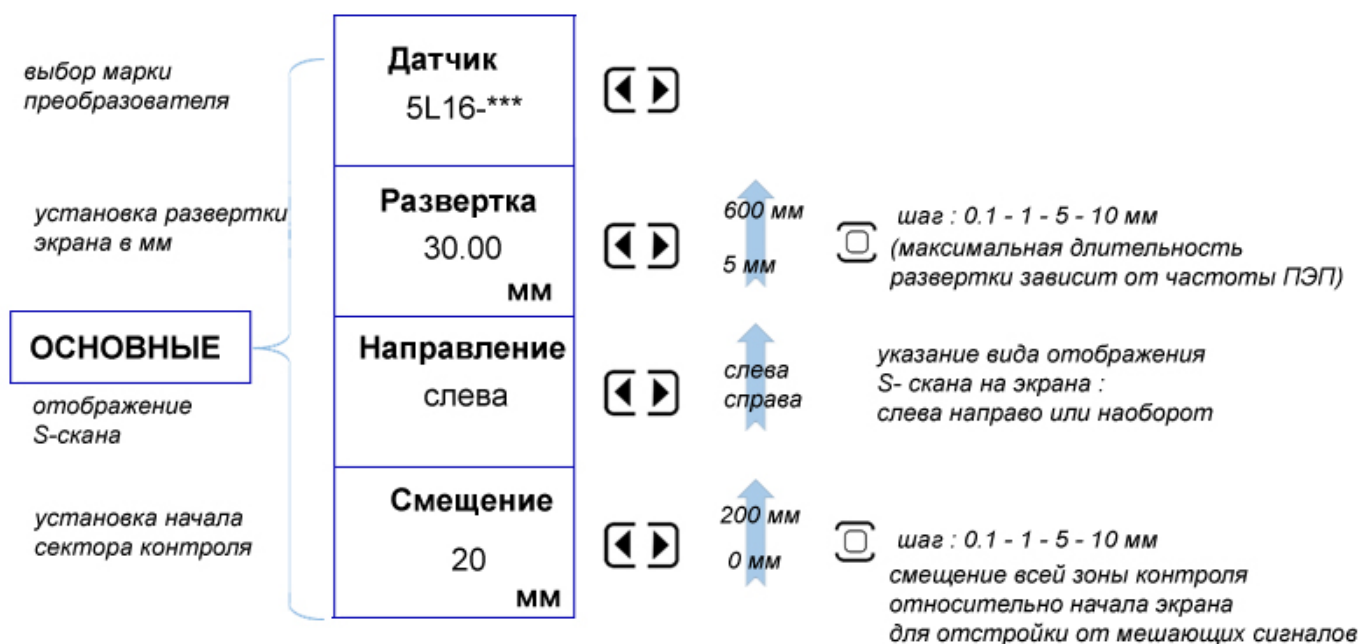 выбор марки
преобразователя
Датчик
5L16-***
установка развертки
экрана в мм
Развертка
30.00
мм
600 мм
5 мм
шаг : 0.1 - 1 - 5 - 10 мм
(максимальная длительность
развертки зависит от частоты ПЭП)
ОСНОВНЫЕ
отображение
S-скана
Направление
слева
слева
справа
указание вида отображения
S- скана на экрана :
слева направо или наоборот
установка начала
сектора контроля
Смещение
20
мм
200 мм
0 мм
шаг : 0.1 - 1 - 5 - 10 мм
смещение всей зоны контроля
относительно начала экрана
для отстройки от мешающих сигналов